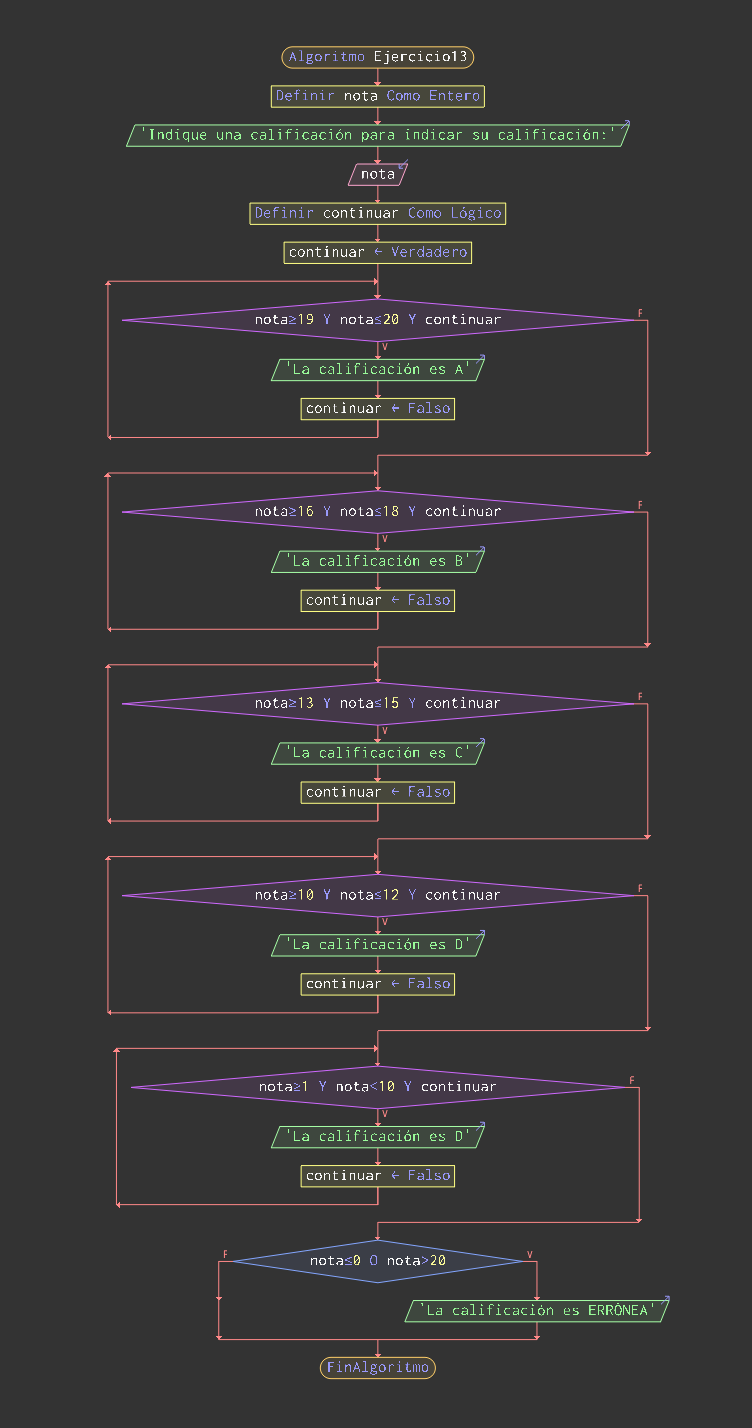 Algoritmo Ejercicio13
Definir nota Como Entero
'Indique una calificación para indicar su calificación:'
nota
Definir continuar Como Lógico
continuar ← Verdadero
nota≥19 Y nota≤20 Y continuar
F
V
'La calificación es A'
continuar ← Falso
nota≥16 Y nota≤18 Y continuar
F
V
'La calificación es B'
continuar ← Falso
nota≥13 Y nota≤15 Y continuar
F
V
'La calificación es C'
continuar ← Falso
nota≥10 Y nota≤12 Y continuar
F
V
'La calificación es D'
continuar ← Falso
nota≥1 Y nota<10 Y continuar
F
V
'La calificación es D'
continuar ← Falso
F
nota≤0 O nota>20
V
'La calificación es ERRÓNEA'
FinAlgoritmo